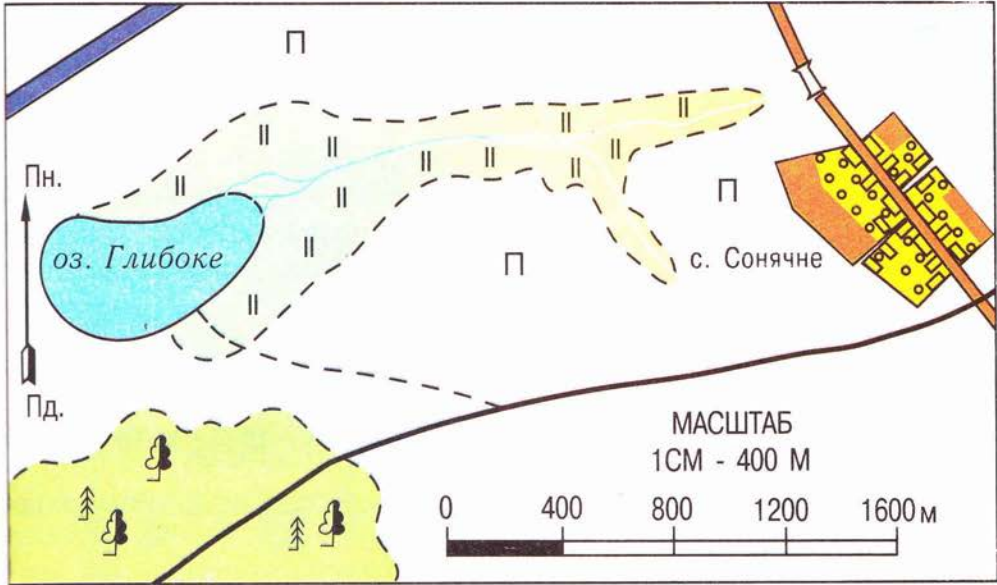 П
Пн.
оз. Глибоке
П
П
с. Сонячне
Пд.
МАСШТАБ
1СМ - 400 М
0 400 800 1200 1600 м